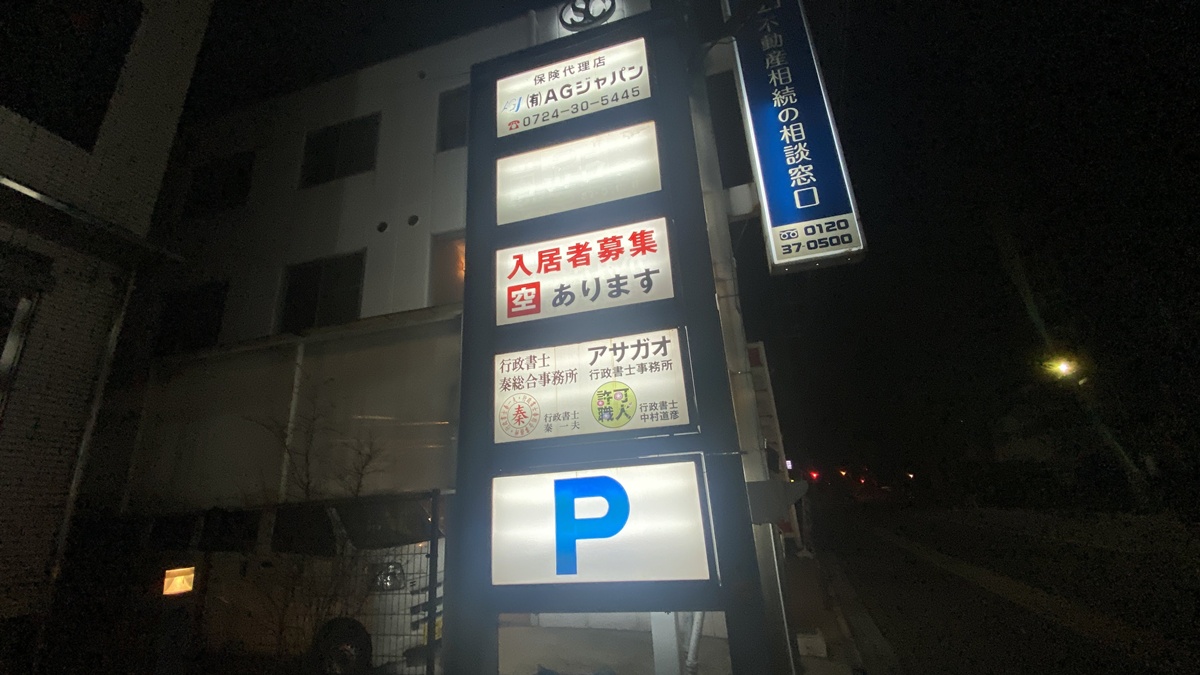 SC
保険代理店
(有)AGジャパン
☎0724-30-5445
入居者募集
空 あります
行政書士
秦総合事務所
秦
行政書士
秦 一夫
アサガオ
行政書士事務所
許可
職人
行政書士
中村道彦
P
不動産相続の相談窓口
0120
37-0500